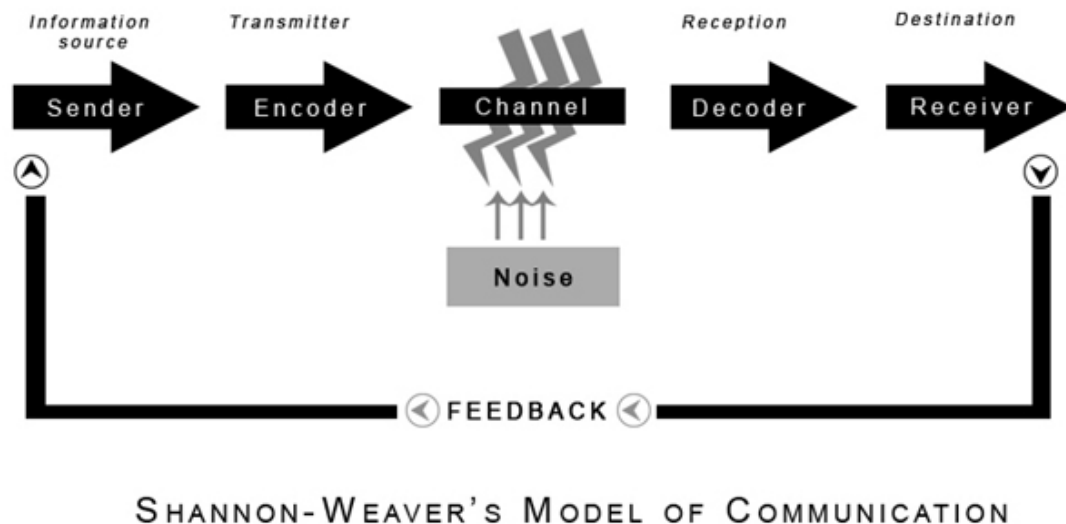 Information
source
Transmitter
Reception
Destination
Sender
Encoder
Channel
Decoder
Receiver
Noise
FEEDBACK
SHANNON-WEAVER'S MODEL OF COMMUNICATION